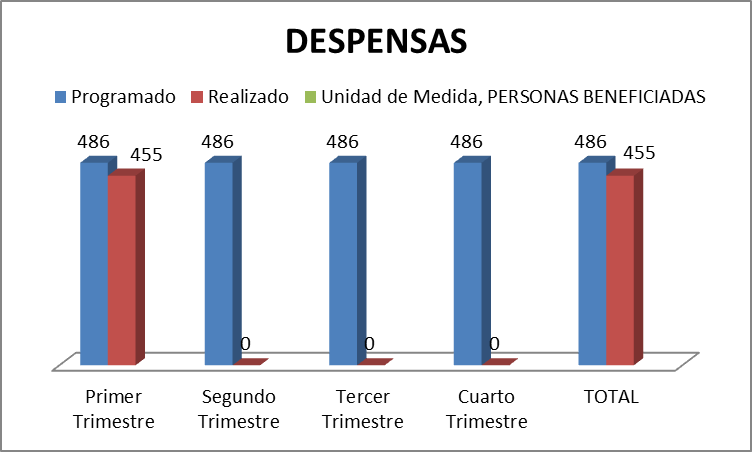 DESPENSAS
Programado Realizado Unidad de Medida, PERSONAS BENEFICIADAS
486 455 486 0 486 0 486 0 486 455
Primer Trimestre
Segundo Trimestre
Tercer Trimestre
Cuarto Trimestre
TOTAL